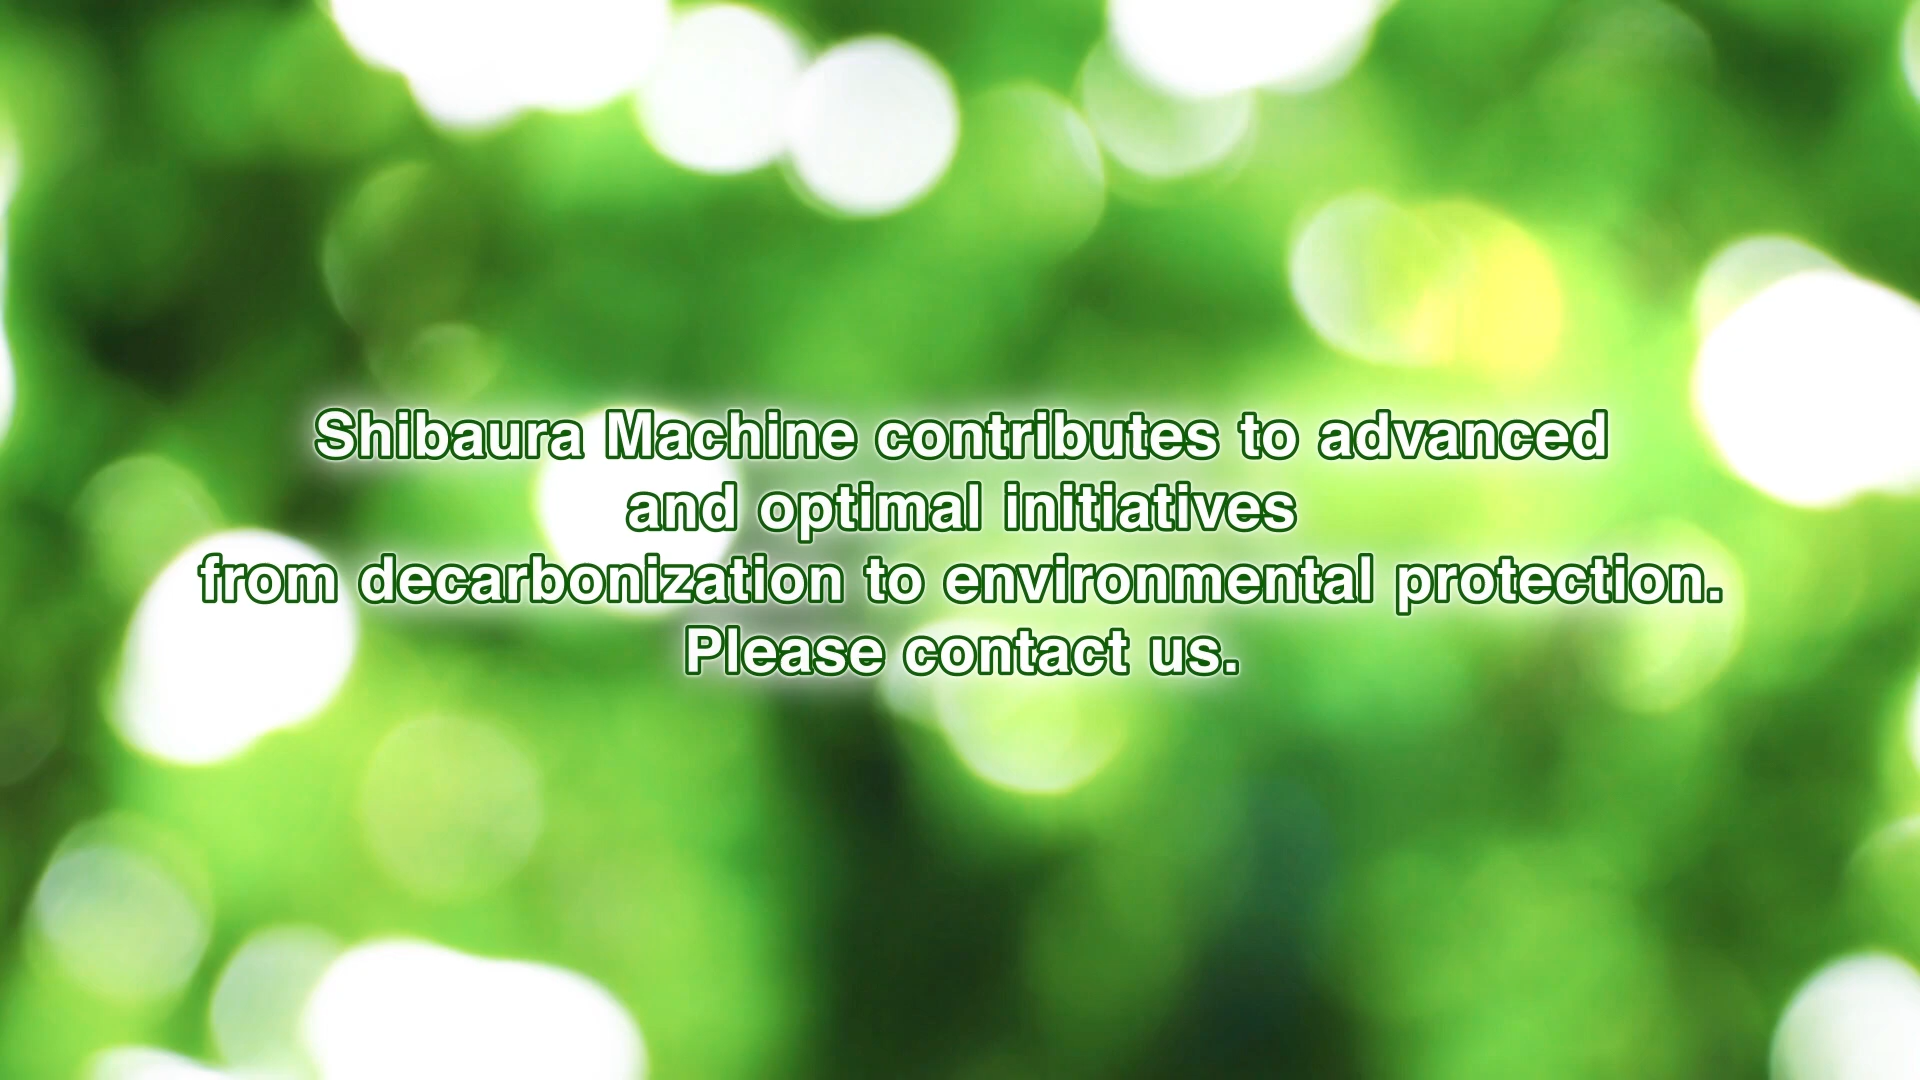 Shibaura Machine contributes to advanced
and optimal initiatives
from decarbonization to environmental protection.
Please contact us.